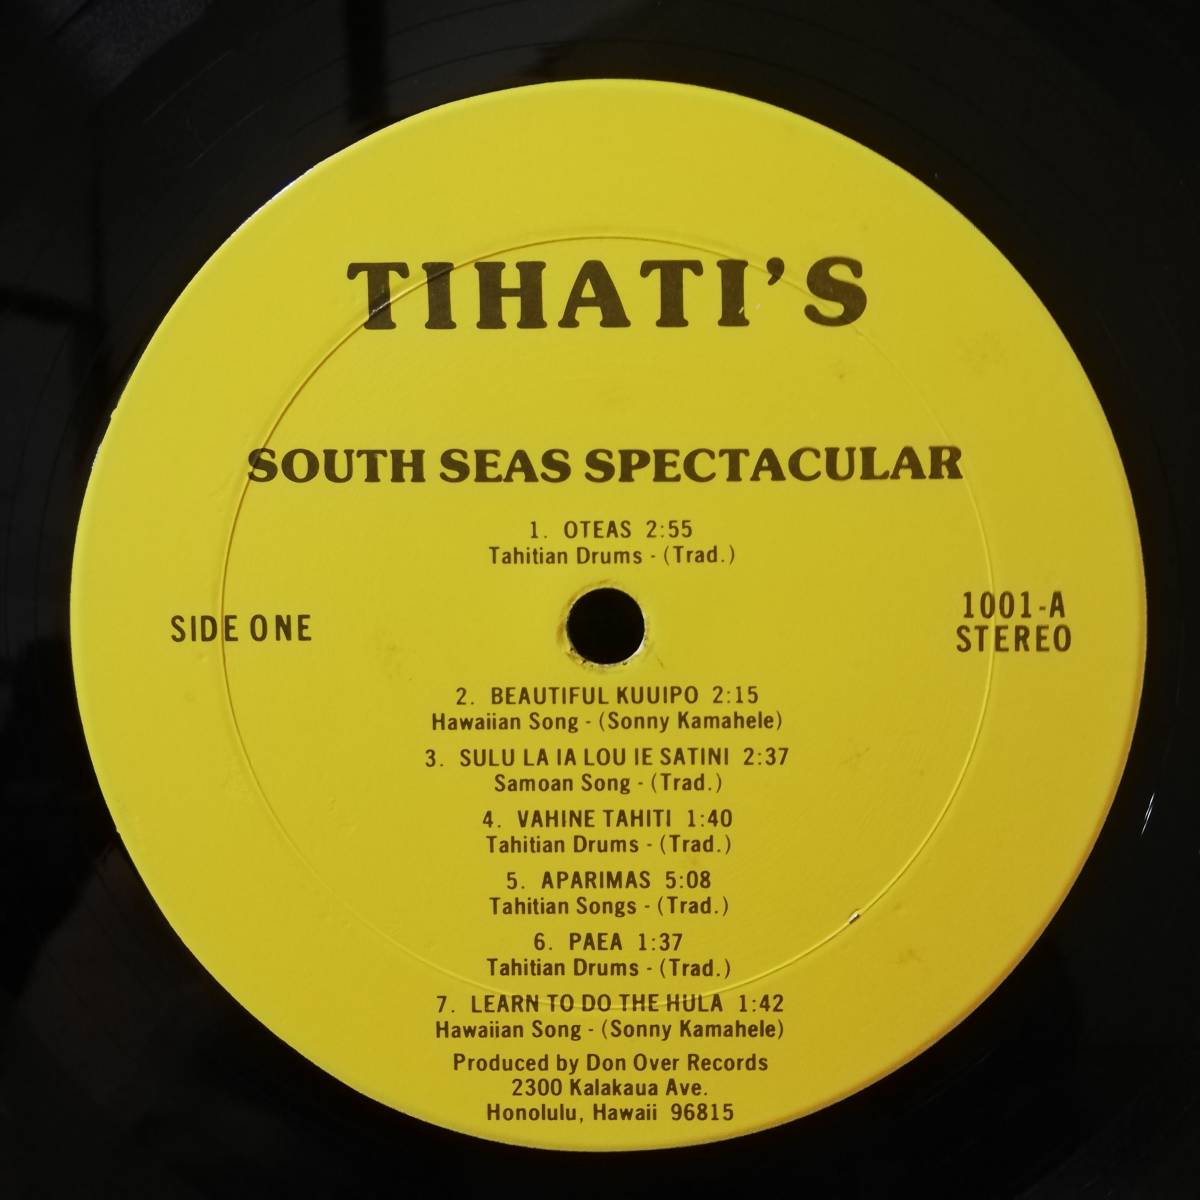 TIHATI'S
SOUTH SEAS SPECTACULAR
1. OTEAS 2:55
Tahitian Drums - (Trad.)
SIDE ONE
1001-A
STEREO
2. BEAUTIFUL KUUIPO 2:15
Hawaiian Song - (Sonny Kamahele)
3. SULU LA IA LOU IE SATINI 2:37
Samoan Song - (Trad.)
4. VAHINE TAHITI 1:40
Tahitian Drums - (Trad.)
5. APARIMAS 5:08
Tahitian Songs - (Trad.)
6. PAEA 1:37
Tahitian Drums - (Trad.)
7. LEARN TO DO THE HULA 1:42
Hawaiian Song - (Sonny Kamahele)
Produced by Don Over Records
2300 Kalakaua Ave.
Honolulu, Hawaii 96815